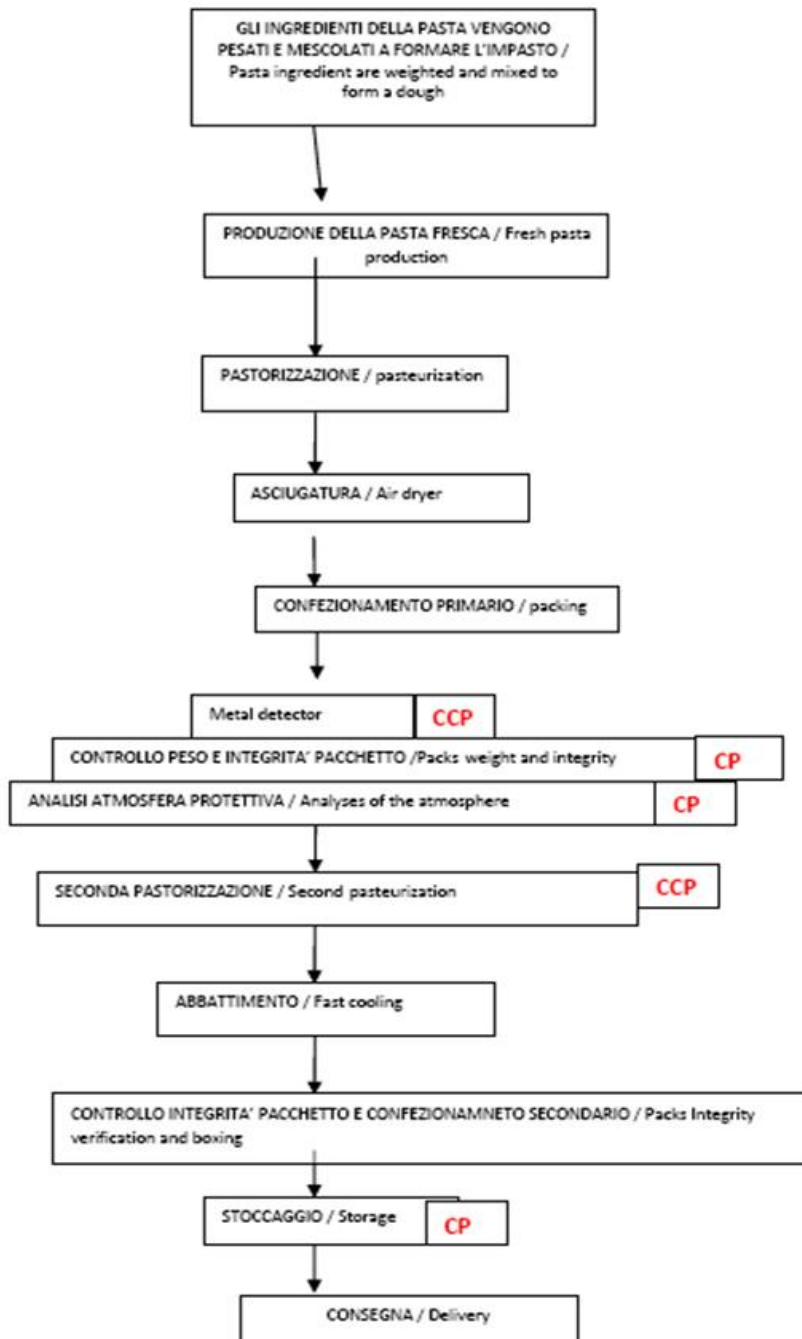 GLI INGREDIENTI DELLA PASTA VENGONO
PESATI E MESCOLATI A FORMARE L'IMPASTO /
Pasta ingredient are weighted and mixed to
form a dough
PRODUZIONE DELLA PASTA FRESCA / Fresh pasta
production
PASTORIZZAZIONE / pasteurization
ASCIUGATURA / Air dryer
CONFEZIONAMENTO PRIMARIO / packing
Metal detector CCP
CONTROLLO PESO E INTEGRITA' PACCHETTO /Packs weight and integrity CP
ANALISI ATMOSFERA PROTETTIVA / Analyses of the atmosphere CP
SECONDA PASTORIZZAZIONE / Second pasteurization CCP
ABBATTIMENTO / Fast cooling
CONTROLLO INTEGRITA' PACCHETTO E CONFEZIONAMNETO SECONDARIO / Packs Integrity
verification and boxing
STOCCAGGIO / Storage CP
CONSEGNA / Delivery